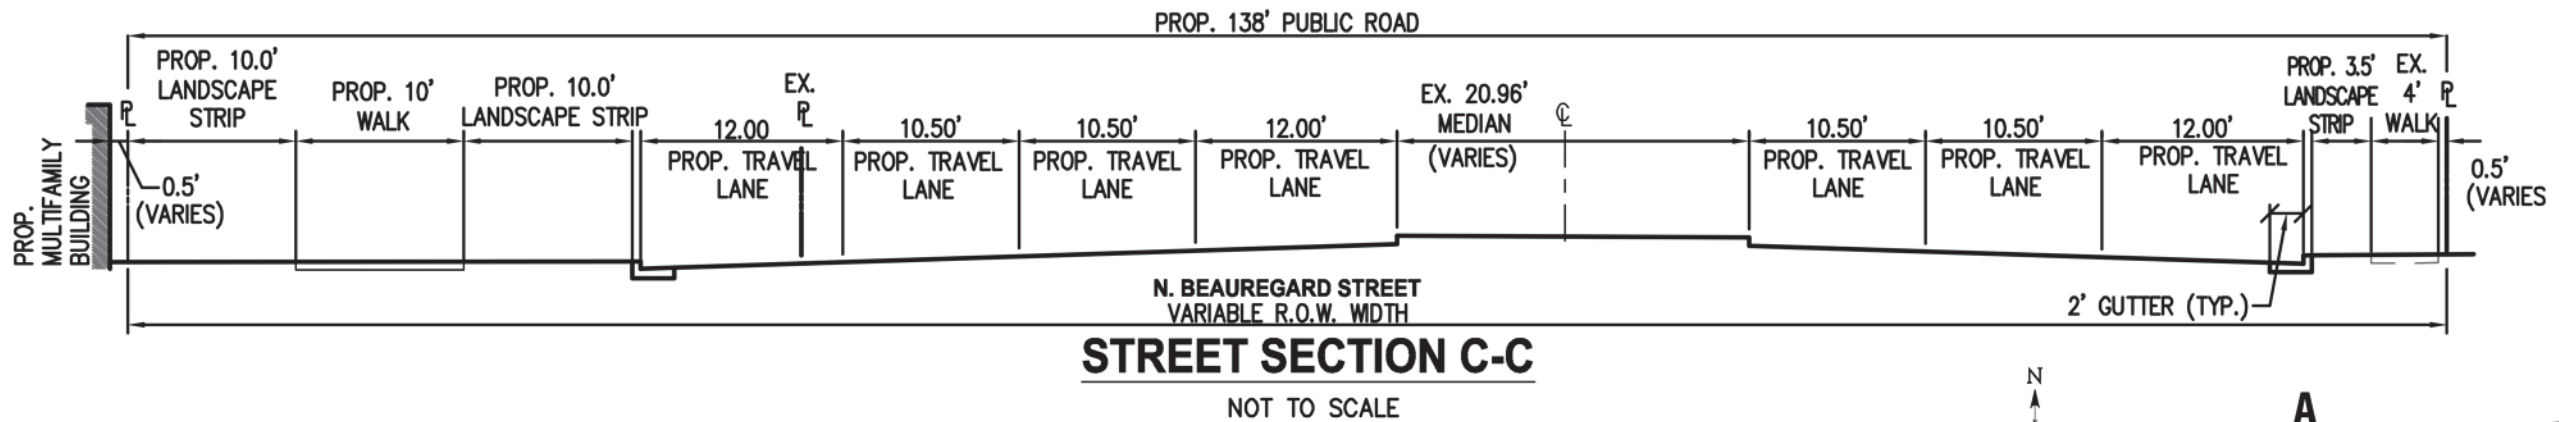 PROP. 138' PUBLIC ROAD
PROP. 10.0'
LANDSCAPE
STRIP
PROP. 10'
WALK
PROP. 10.0'
LANDSCAPE STRIP
EX.
PL
PL
12.00
PROP. TRAVEL
LANE
10.50'
PROP. TRAVEL
LANE
10.50'
PROP. TRAVEL
LANE
12.00'
PROP. TRAVEL
LANE
EX. 20.96'
MEDIAN
(VARIES)
CL
10.50'
PROP. TRAVEL
LANE
10.50'
PROP. TRAVEL
LANE
12.00'
PROP. TRAVEL
LANE
PROP. 3.5'
LANDSCAPE
STRIP
EX.
4'
WALK
PL
0.5'
(VARIES
PROP.
MULTIFAMILY
BUILDING
0.5'
(VARIES)
2' GUTTER (TYP.)
N. BEAUREGARD STREET
VARIABLE R.O.W. WIDTH
STREET SECTION C-C
NOT TO SCALE
N
A